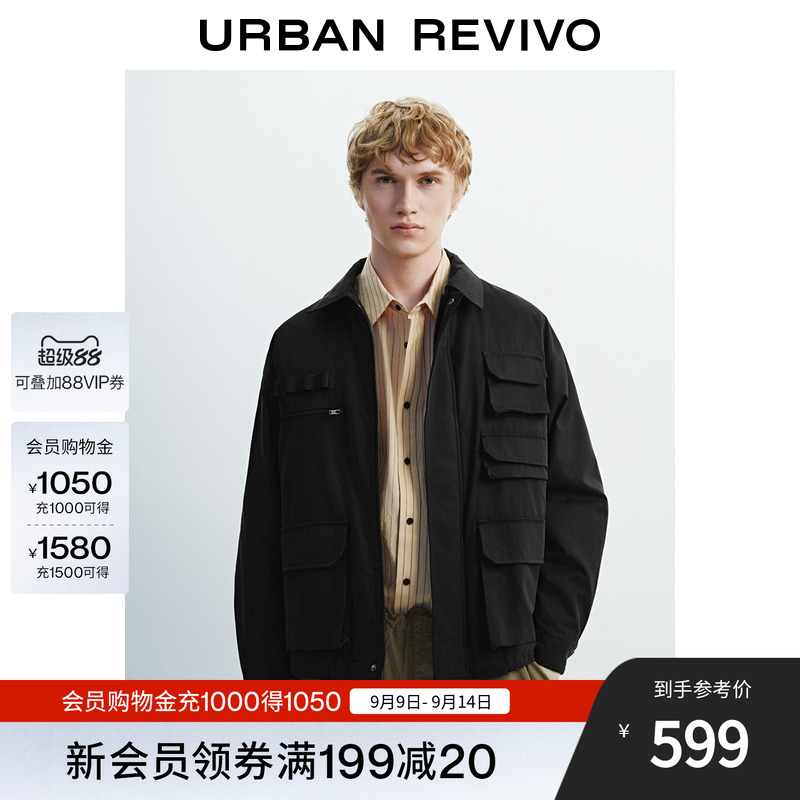 URBAN REVIVO
超级88
可叠加88VIP券
会员购物金
¥1050
充1000可得
¥1580
充1500可得
会员购物金充1000得1050 9月9日- 9月14日
到手参考价
¥ 599
新会员领券满199减20